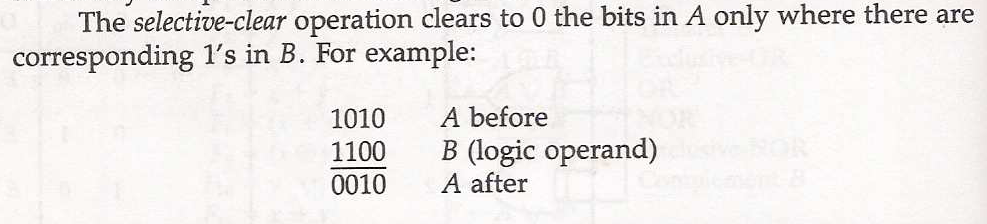 The selective-clear operation clears to 0 the bits in A only where there are
corresponding 1's in B. For example:
1010 A before
1100 B (logic operand)
0010 A after